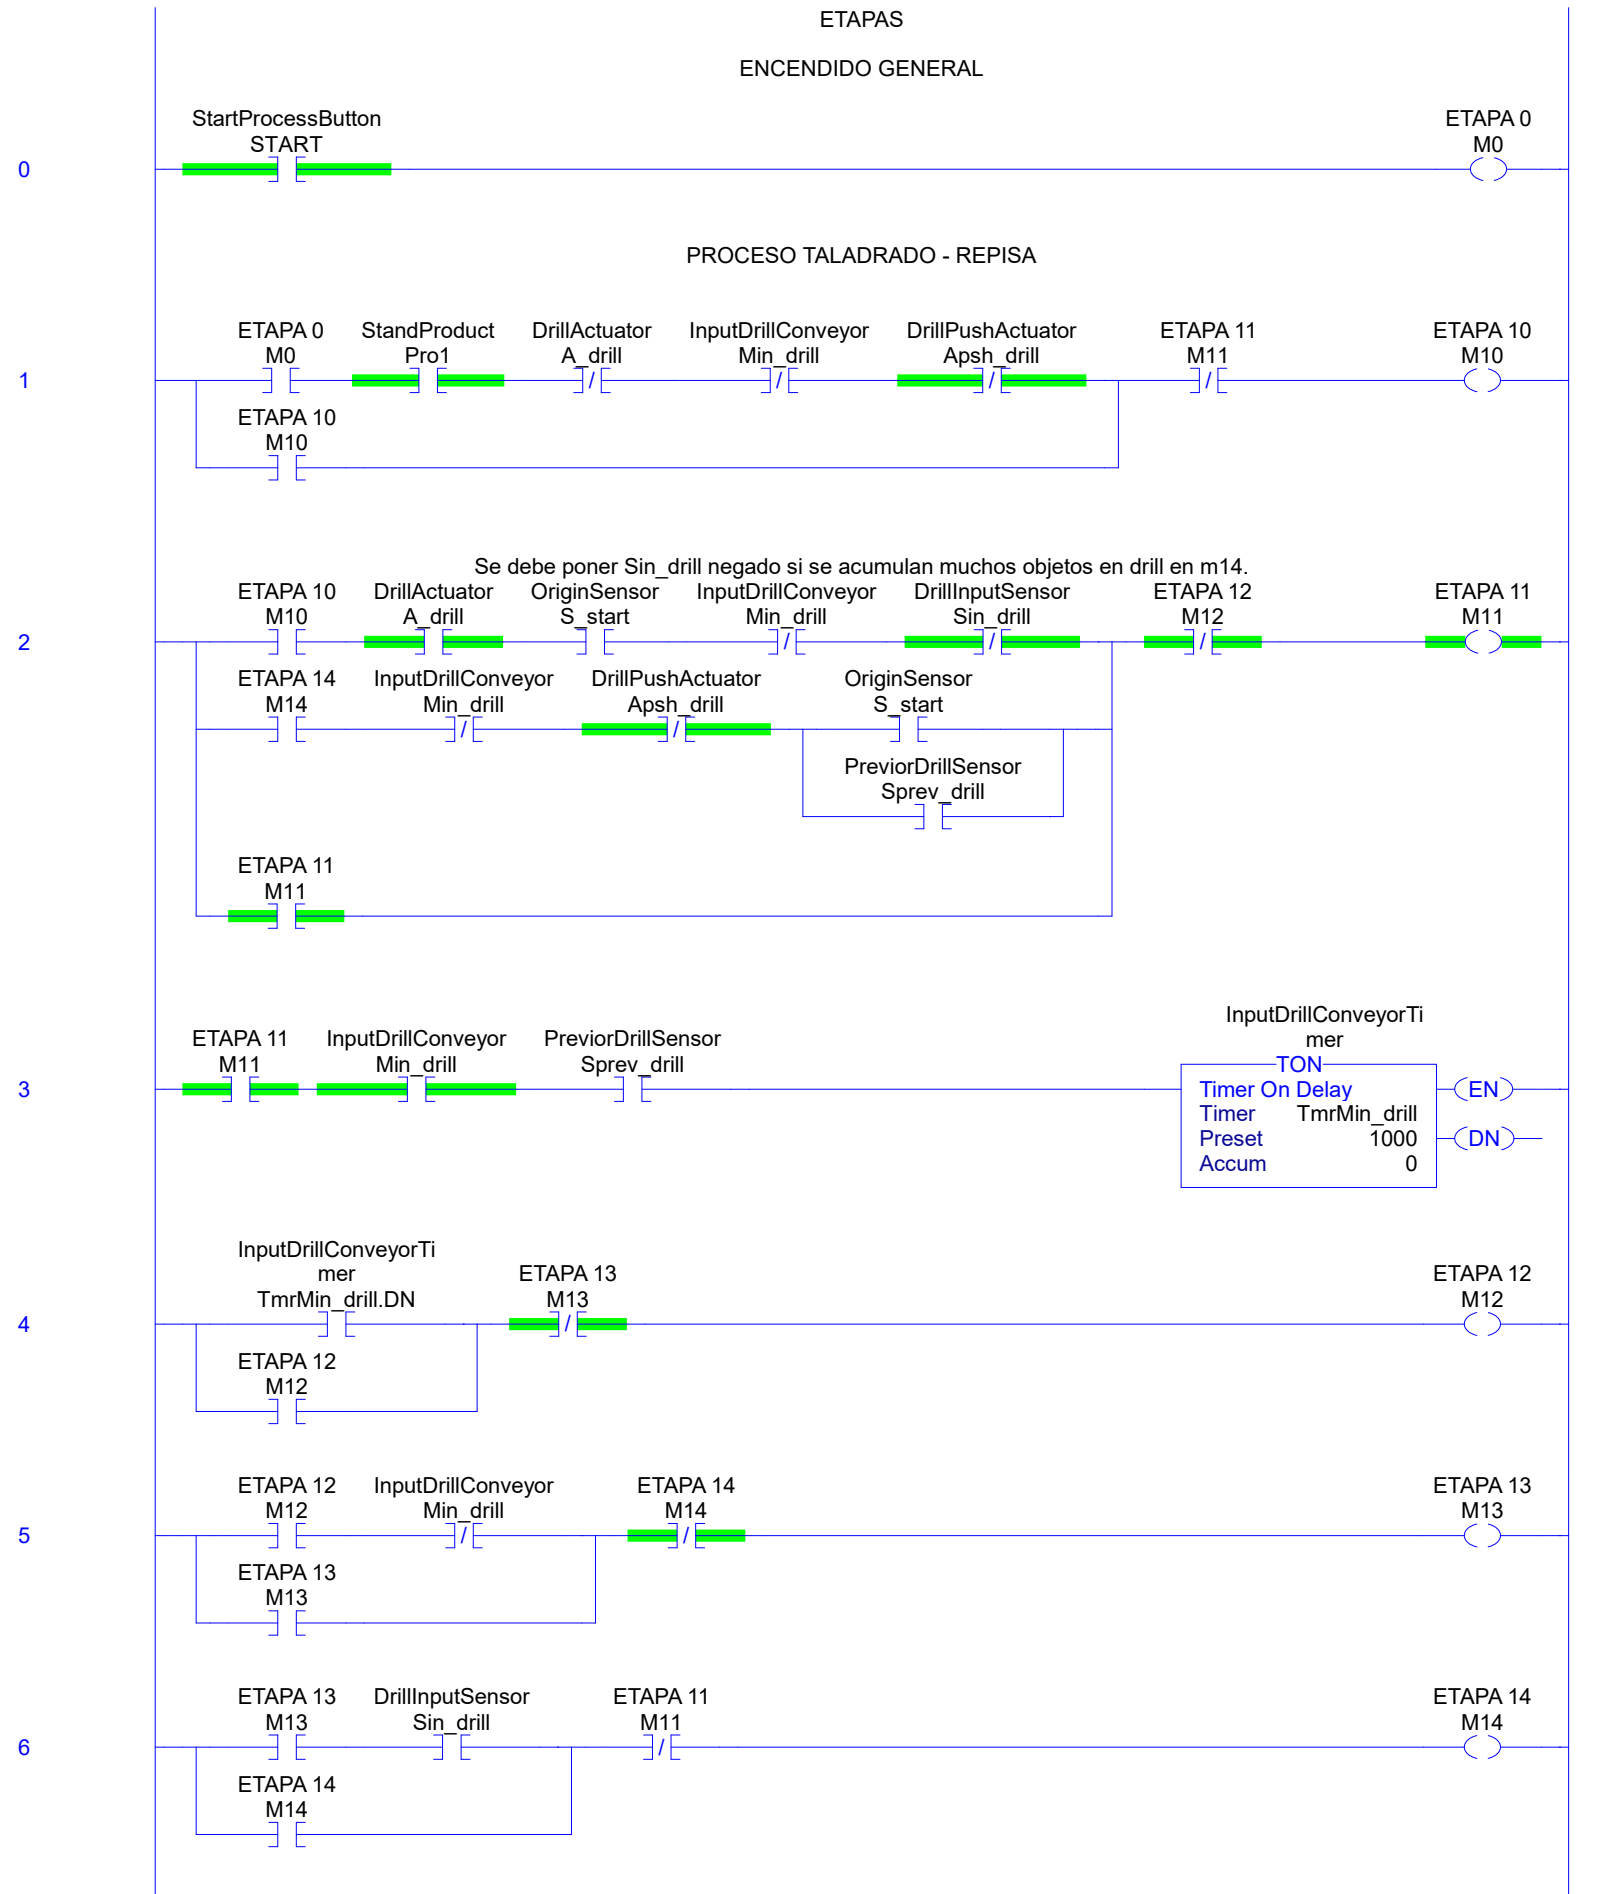 ETAPAS
ENCENDIDO GENERAL
StartProcessButton ETAPA 0
START M0
0
PROCESO TALADRADO - REPISA
ETAPA 0 StandProduct DrillActuator InputDrillConveyor DrillPushActuator ETAPA 11 ETAPA 10
M0 Pro1 A_drill Min_drill Apsh_drill M11 M10
1 / / / /
ETAPA 10
M10
Se debe poner Sin_drill negado si se acumulan muchos objetos en drill en m14.
ETAPA 10 DrillActuator OriginSensor InputDrillConveyor DrillInputSensor ETAPA 12 ETAPA 11
M10 A_drill S_start Min_drill Sin_drill M12 M11
2 / / /
ETAPA 14 InputDrillConveyor DrillPushActuator OriginSensor
M14 Min_drill Apsh_drill S_start
/ /
PreviorDrillSensor
Sprev_drill
ETAPA 11
M11
InputDrillConveyorTi
ETAPA 11 InputDrillConveyor PreviorDrillSensor mer
M11 Min_drill Sprev_drill TON
3 Timer On Delay EN
Timer TmrMin_drill
Preset 1000 DN
Accum 0
InputDrillConveyorTi
mer ETAPA 13 ETAPA 12
TmrMin_drill.DN M13 M12
4 /
ETAPA 12
M12
ETAPA 12 InputDrillConveyor ETAPA 14 ETAPA 13
M12 Min_drill M14 M13
5 / /
ETAPA 13
M13
ETAPA 13 DrillInputSensor ETAPA 11 ETAPA 14
M13 Sin_drill M11 M14
6 /
ETAPA 14
M14